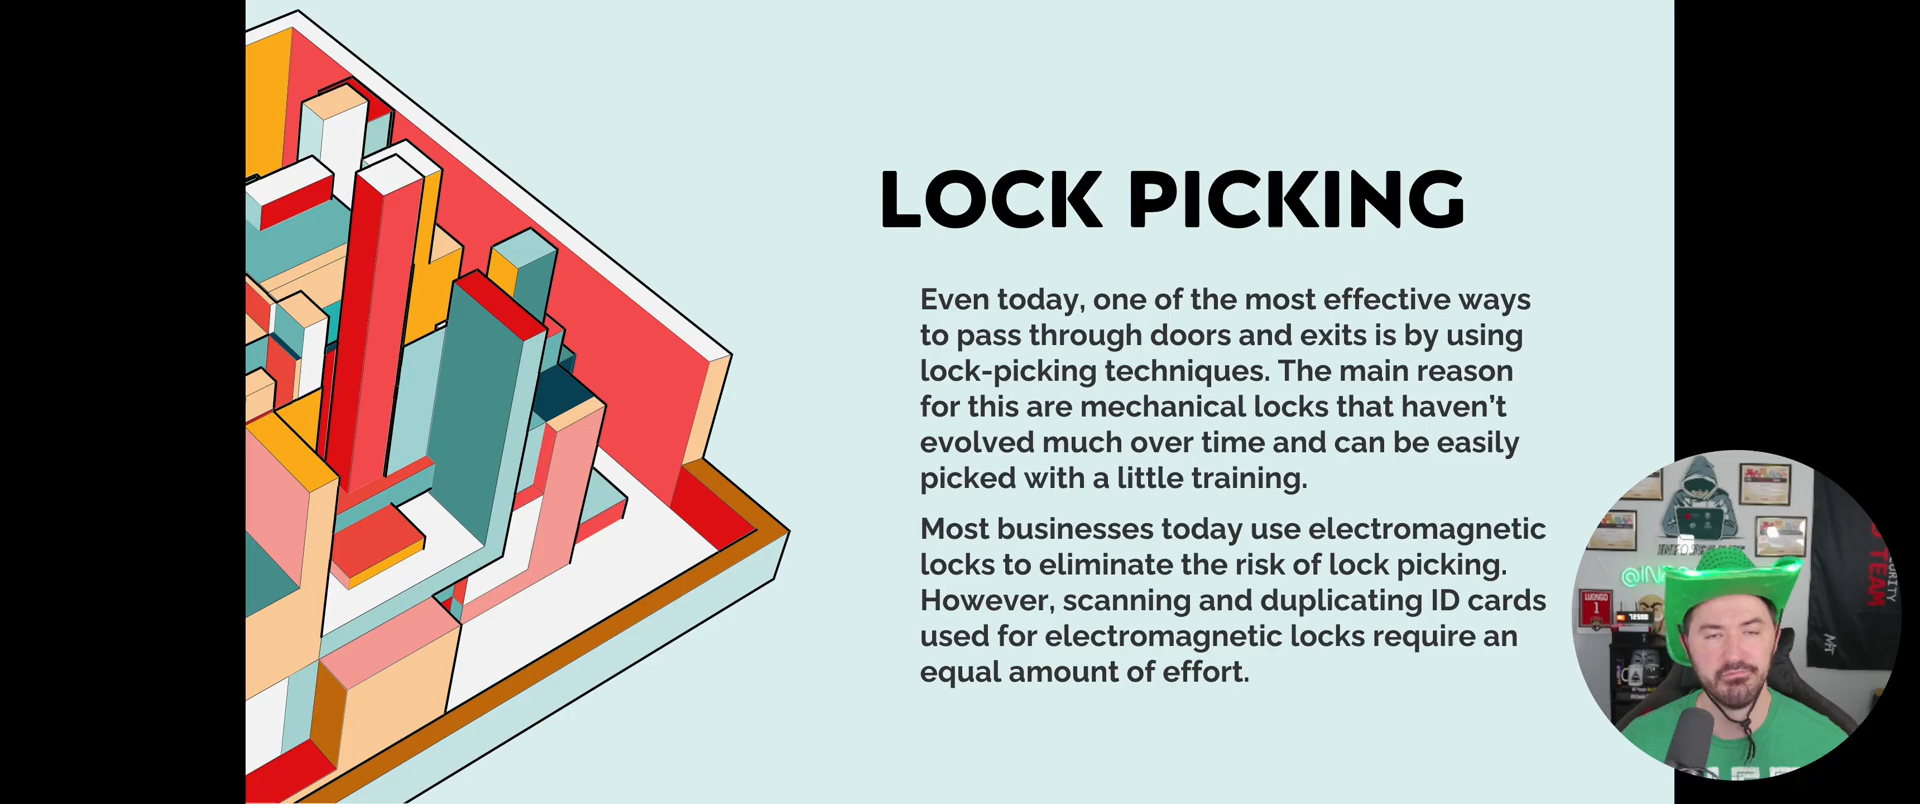 LOCK PICKING
Even today, one of the most effective ways
to pass through doors and exits is by using
lock-picking techniques. The main reason
for this are mechanical locks that haven’t
evolved much over time and can be easily
picked with a little training.
Most businesses today use electromagnetic
locks to eliminate the risk of lock picking.
However, scanning and duplicating ID cards
used for electromagnetic locks require an
equal amount of effort.
LUONGO
1
TEAM